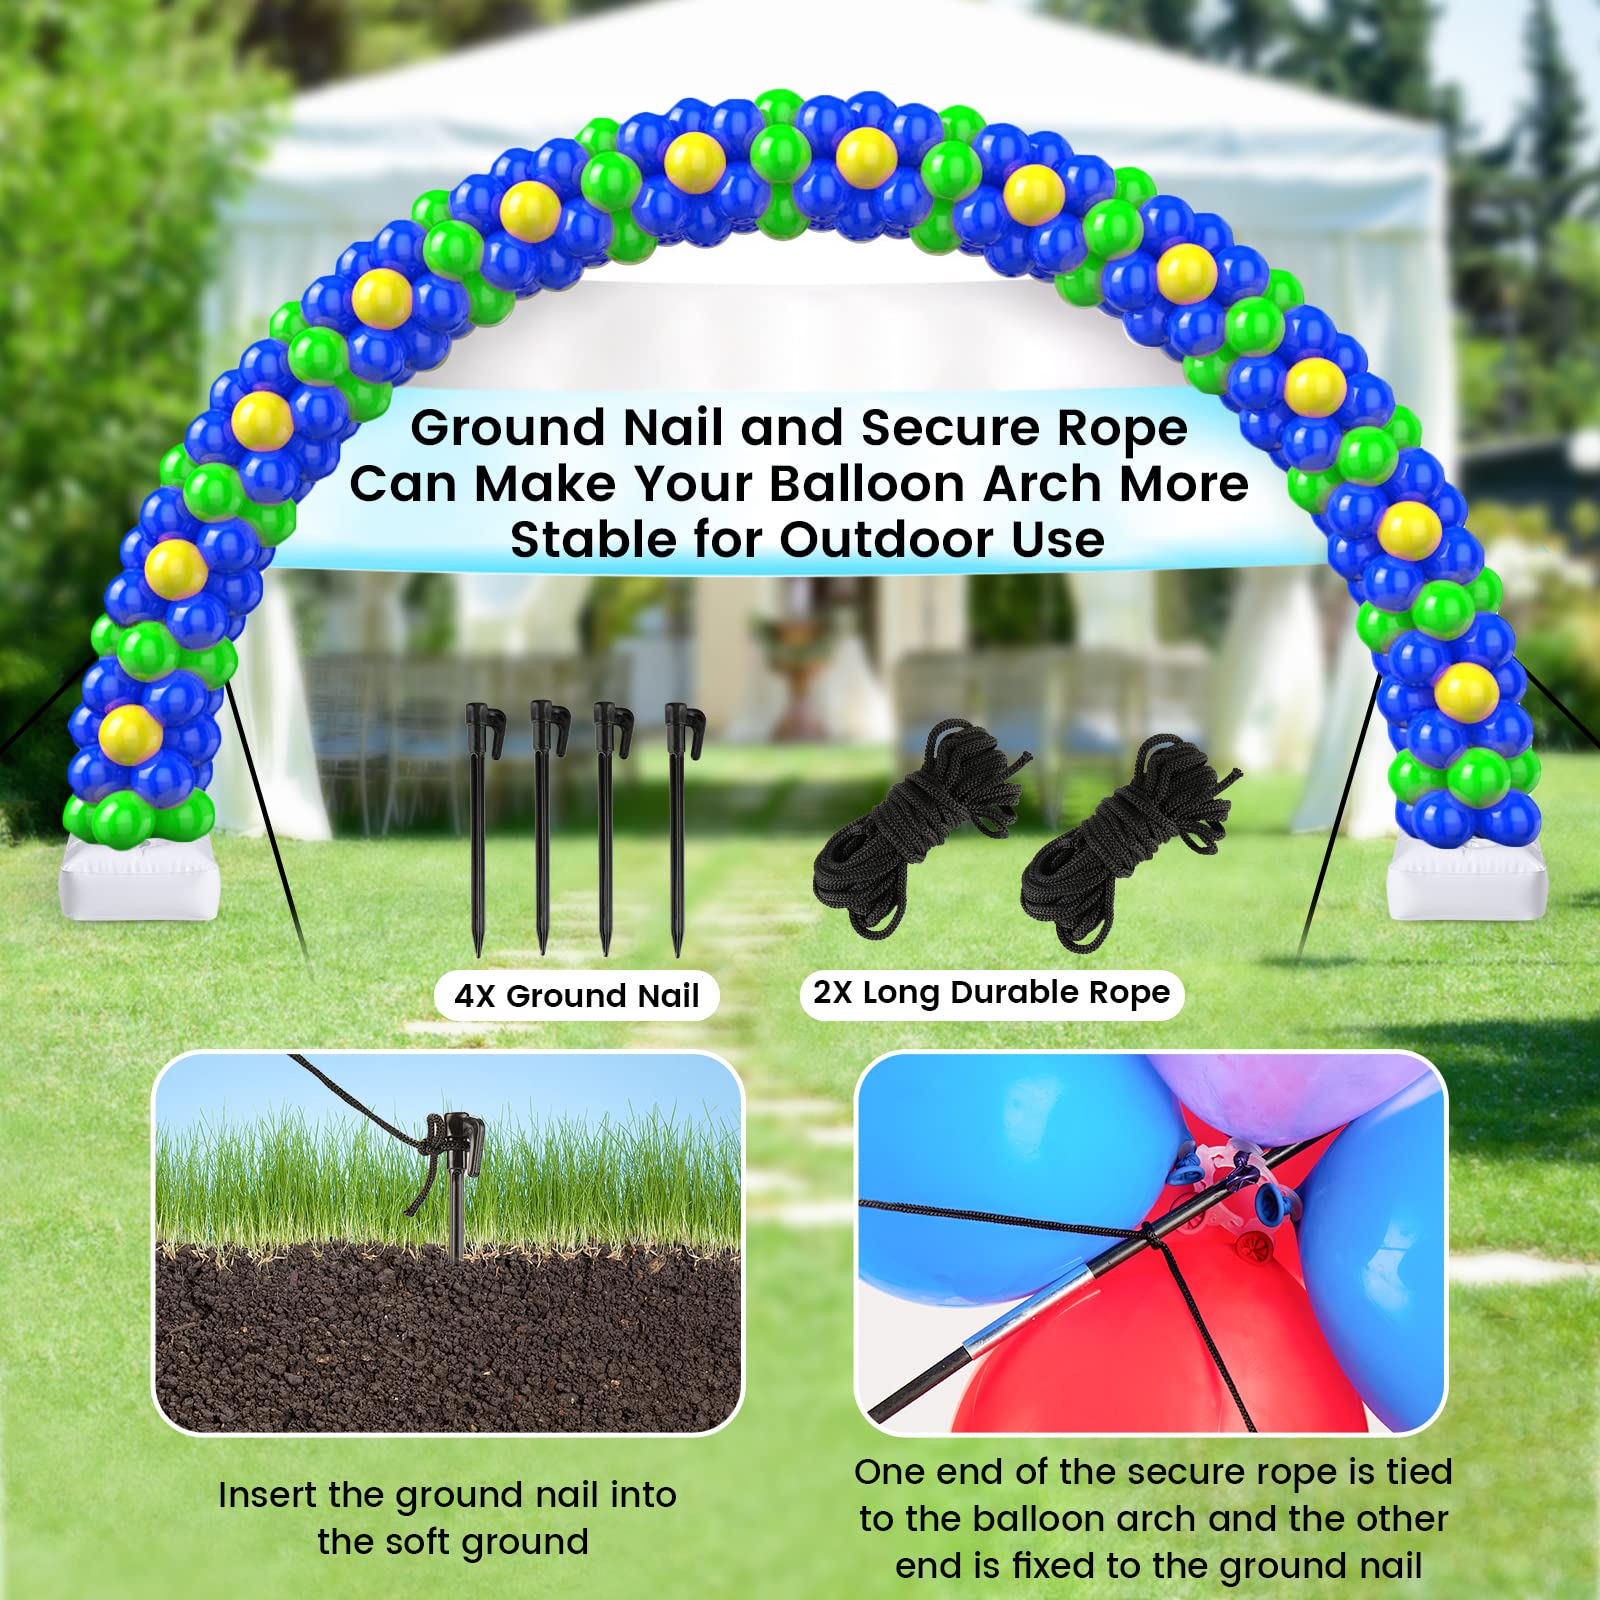 Ground Nail and Secure Rope
Can Make Your Balloon Arch More
Stable for Outdoor Use
4X Ground Nail
2X Long Durable Rope
Insert the ground nail into
the soft ground
One end of the secure rope is tied
to the balloon arch and the other
end is fixed to the ground nail